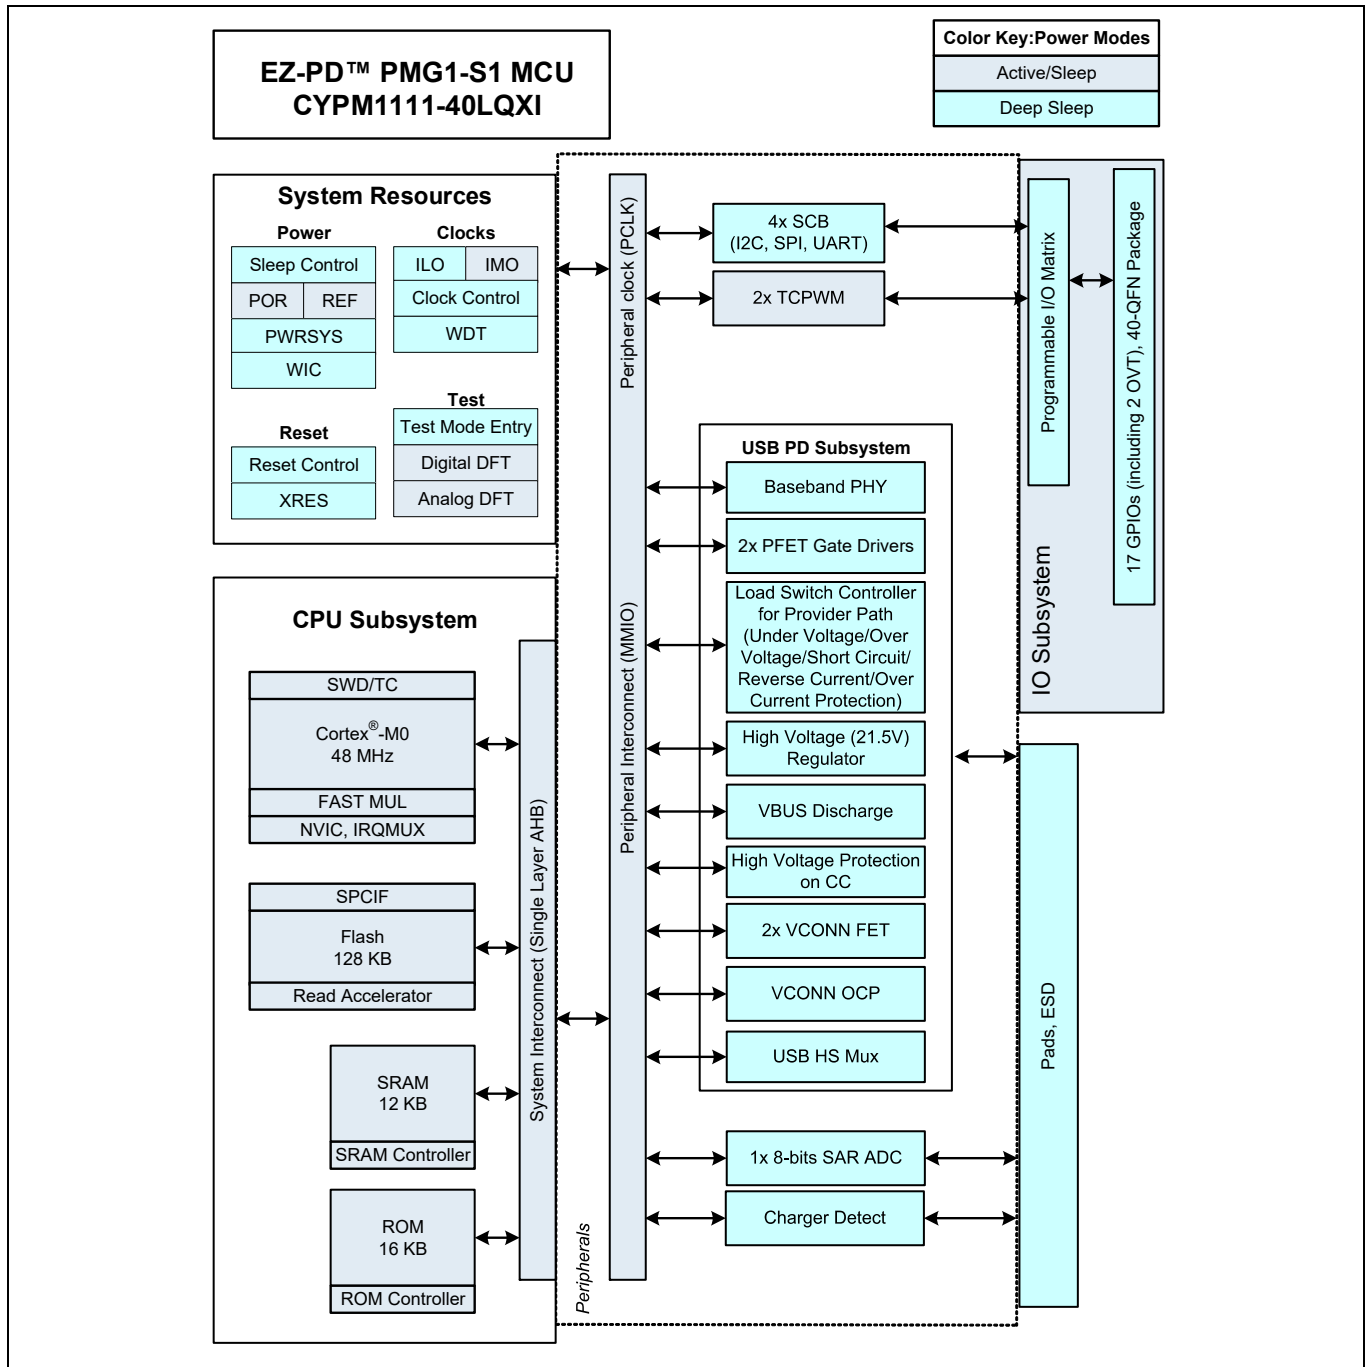 EZ-PD™ PMG1-S1 MCU
CYPM1111-40LQXI
Color Key:Power Modes
Active/Sleep
Deep Sleep
System Resources
Power
Sleep Control
POR
REF
PWRSYS
WIC
Clocks
ILO
IMO
Clock Control
WDT
Reset
Reset Control
XRES
Test
Test Mode Entry
Digital DFT
Analog DFT
CPU Subsystem
SWD/TC
Cortex®-M0
48 MHz
FAST MUL
NVIC, IRQMUX
SPCIF
Flash
128 KB
Read Accelerator
SRAM
12 KB
SRAM Controller
ROM
16 KB
ROM Controller
System Interconnect (Single Layer AHB)
Peripherals
Peripheral clock (PCLK)
Peripheral Interconnect (MMIO)
4x SCB
(I2C, SPI, UART)
2x TCPWM
USB PD Subsystem
Baseband PHY
2x PFET Gate Drivers
Load Switch Controller
for Provider Path
(Under Voltage/Over
Voltage/Short Circuit/
Reverse Current/Over
Current Protection)
High Voltage (21.5V)
Regulator
VBUS Discharge
High Voltage Protection
on CC
2x VCONN FET
VCONN OCP
USB HS Mux
1x 8-bits SAR ADC
Charger Detect
IO Subsystem
Programmable I/O Matrix
17 GPIOs (including 2 OVT), 40-QFN Package
Pads, ESD